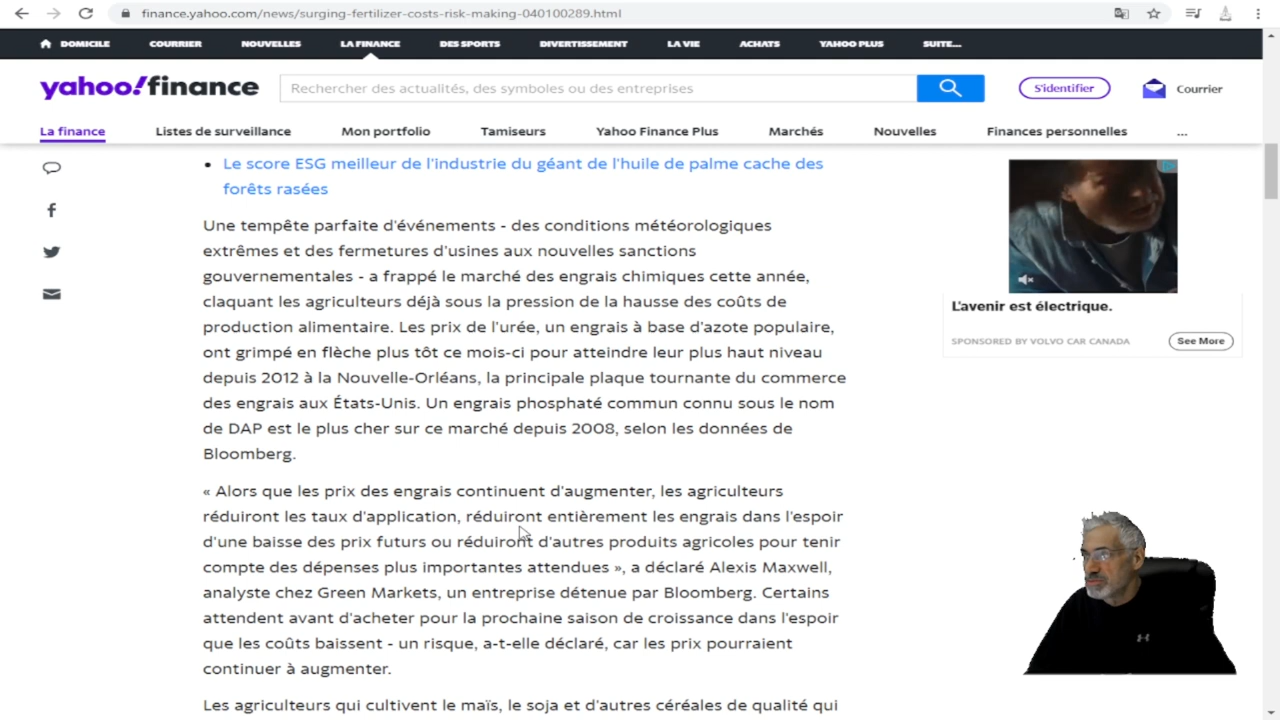 finance.yahoo.com/news/surging-fertilizer-costs-risk-making-040100289.html
DOMICILE COURRIER NOUVELLES LA FINANCE DES SPORTS DIVERTISSEMENT LA VIE ACHATS YAHOO PLUS SUITE...
yahoo!finance
Rechercher des actualités, des symboles ou des entreprises
S'identifier
Courrier
La finance Listes de surveillance Mon portfolio Tamiseurs Yahoo Finance Plus Marchés Nouvelles Finances personnelles ...
• Le score ESG meilleur de l'industrie du géant de l'huile de palme cache des
forêts rasées
Une tempête parfaite d'événements - des conditions météorologiques
extrêmes et des fermetures d'usines aux nouvelles sanctions
gouvernementales - a frappé le marché des engrais chimiques cette année,
claquant les agriculteurs déjà sous la pression de la hausse des coûts de
production alimentaire. Les prix de l'urée, un engrais à base d'azote populaire,
ont grimpé en flèche plus tôt ce mois-ci pour atteindre leur plus haut niveau
depuis 2012 à la Nouvelle-Orléans, la principale plaque tournante du commerce
des engrais aux États-Unis. Un engrais phosphaté commun connu sous le nom
de DAP est le plus cher sur ce marché depuis 2008, selon les données de
Bloomberg.
« Alors que les prix des engrais continuent d'augmenter, les agriculteurs
réduiront les taux d'application, réduiront entièrement les engrais dans l'espoir
d'une baisse des prix futurs ou réduiront d'autres produits agricoles pour tenir
compte des dépenses plus importantes attendues », a déclaré Alexis Maxwell,
analyste chez Green Markets, un entreprise détenue par Bloomberg. Certains
attendent avant d'acheter pour la prochaine saison de croissance dans l'espoir
que les coûts baissent - un risque, a-t-elle déclaré, car les prix pourraient
continuer à augmenter.
Les agriculteurs qui cultivent le maïs, le soja et d'autres céréales de qualité qui
L'avenir est électrique.
SPONSORED BY VOLVO CAR CANADA
See More